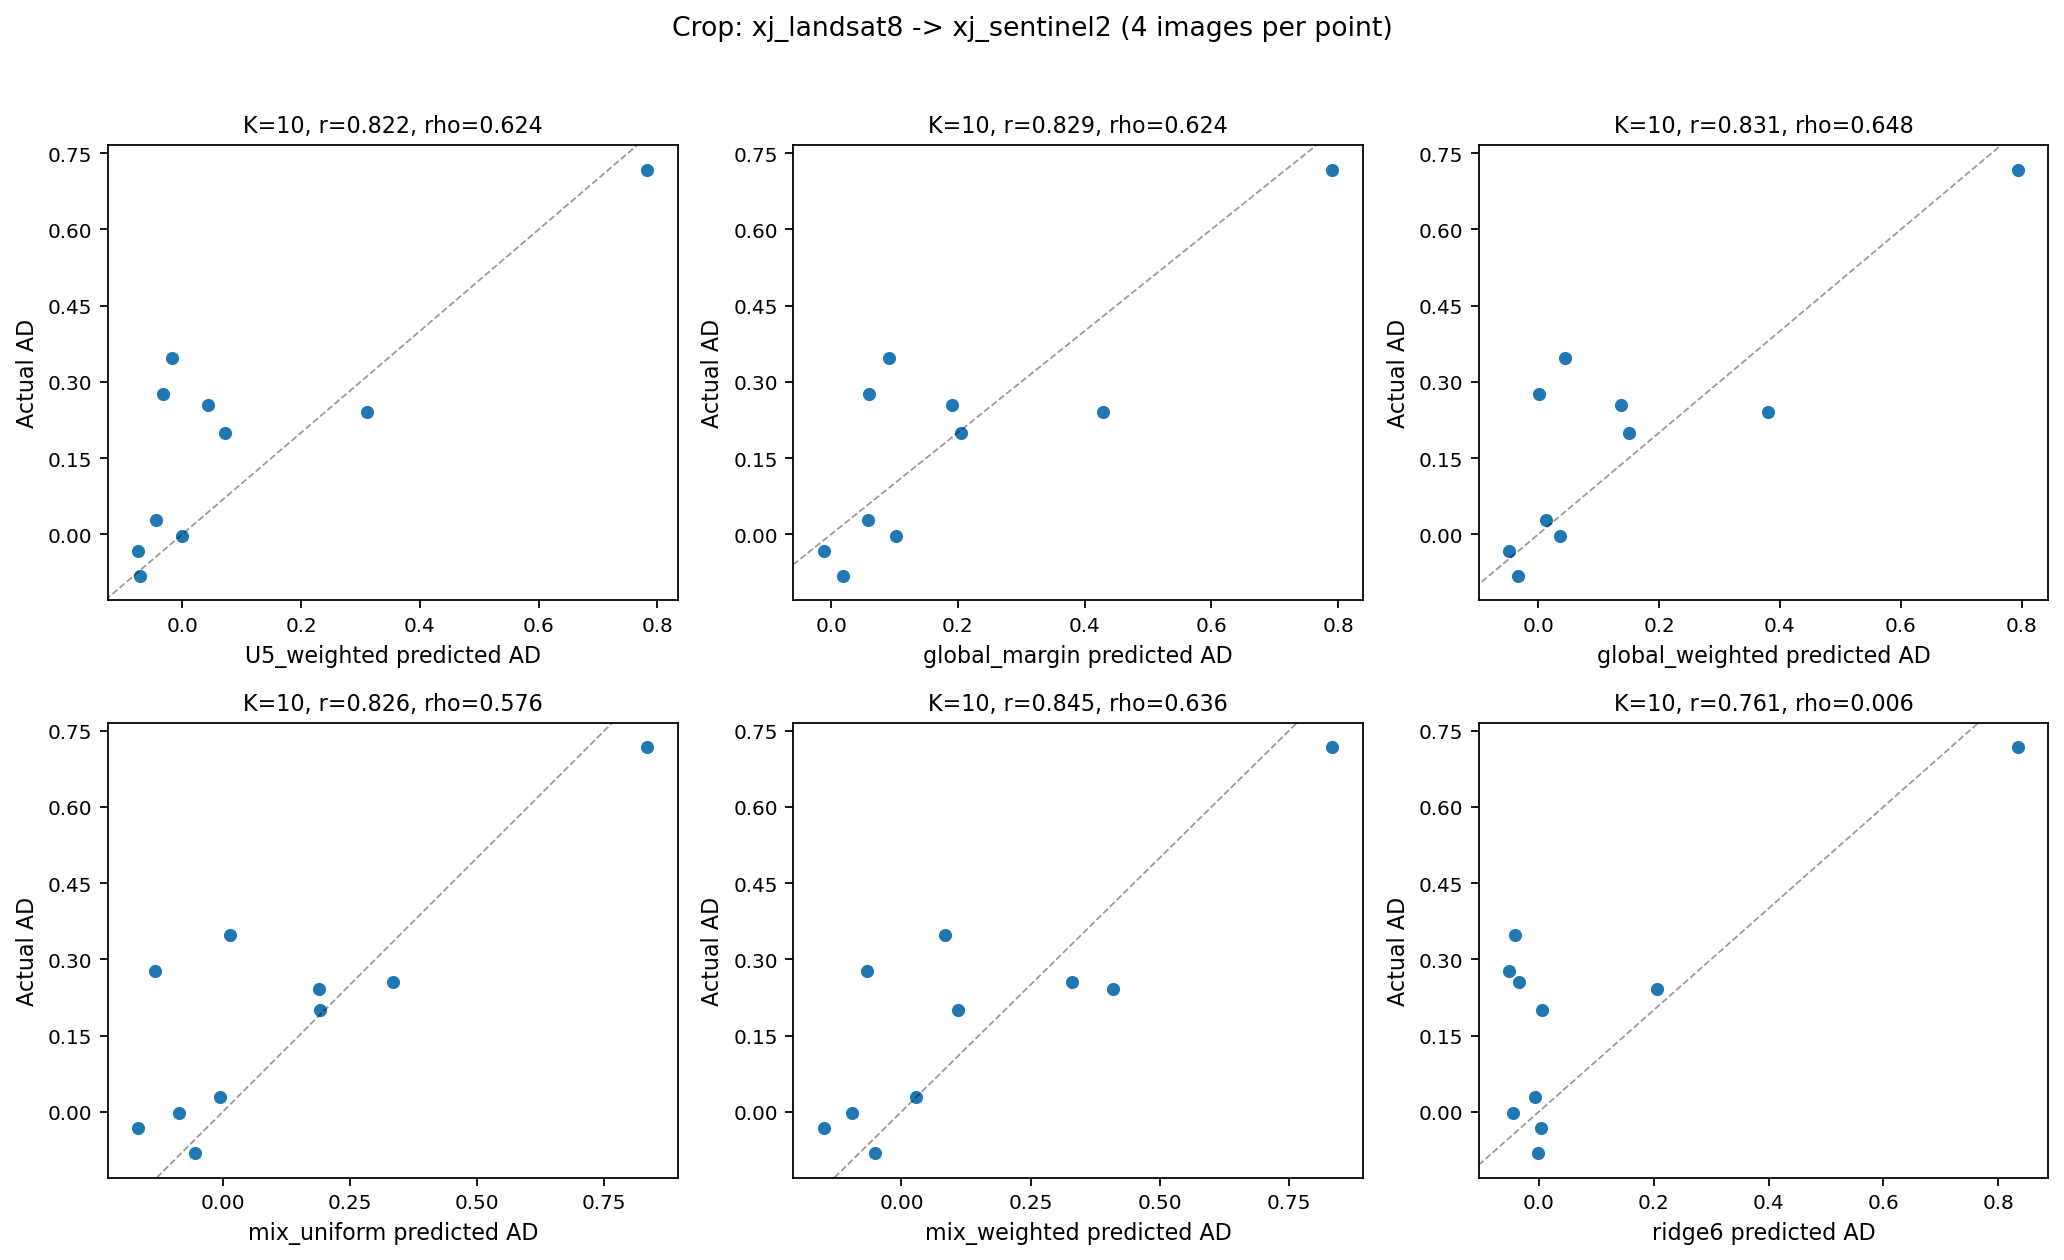 Crop: xj_landsat8 -> xj_sentinel2 (4 images per point)
K=10, r=0.822, rho=0.624
0.75
0.60
0.45
0.30
0.15
0.00
Actual AD
0.0 0.2 0.4 0.6 0.8
U5_weighted predicted AD
K=10, r=0.829, rho=0.624
0.75
0.60
0.45
0.30
0.15
0.00
Actual AD
0.0 0.2 0.4 0.6 0.8
global_margin predicted AD
K=10, r=0.831, rho=0.648
0.75
0.60
0.45
0.30
0.15
0.00
Actual AD
0.0 0.2 0.4 0.6 0.8
global_weighted predicted AD
K=10, r=0.826, rho=0.576
0.75
0.60
0.45
0.30
0.15
0.00
Actual AD
0.00 0.25 0.50 0.75
mix_uniform predicted AD
K=10, r=0.845, rho=0.636
0.75
0.60
0.45
0.30
0.15
0.00
Actual AD
0.00 0.25 0.50 0.75
mix_weighted predicted AD
K=10, r=0.761, rho=0.006
0.75
0.60
0.45
0.30
0.15
0.00
Actual AD
0.0 0.2 0.4 0.6 0.8
ridge6 predicted AD